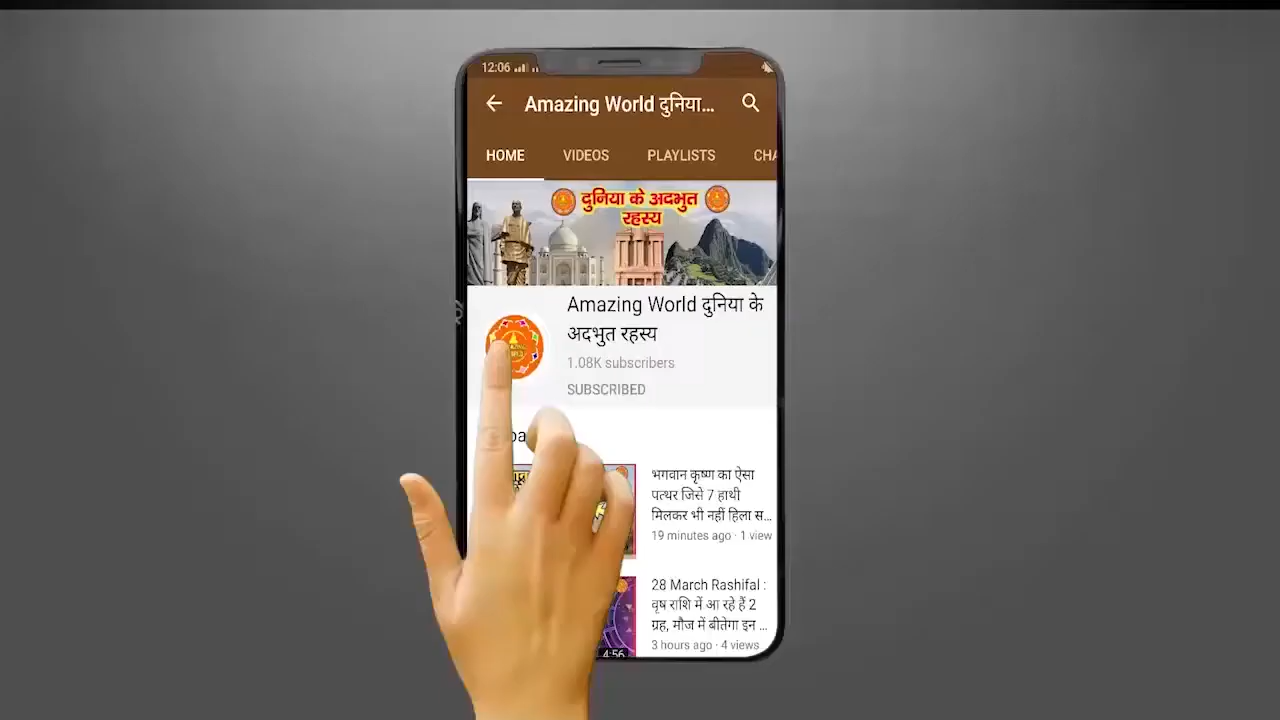 12:06
Amazing World दुनिया...
HOME VIDEOS PLAYLISTS CHA
दुनिया के अदभुत
रहस्य
Amazing World दुनिया के
अदभुत रहस्य
1.08K subscribers
SUBSCRIBED
भगवान कृष्ण का ऐसा
पत्थर जिसे 7 हाथी
मिलकर भी नहीं हिला स...
19 minutes ago · 1 view
28 March Rashifal :
वृष राशि में आ रहे हैं 2
ग्रह, मौज में बीतेगा इन ...
3 hours ago · 4 views
4:56